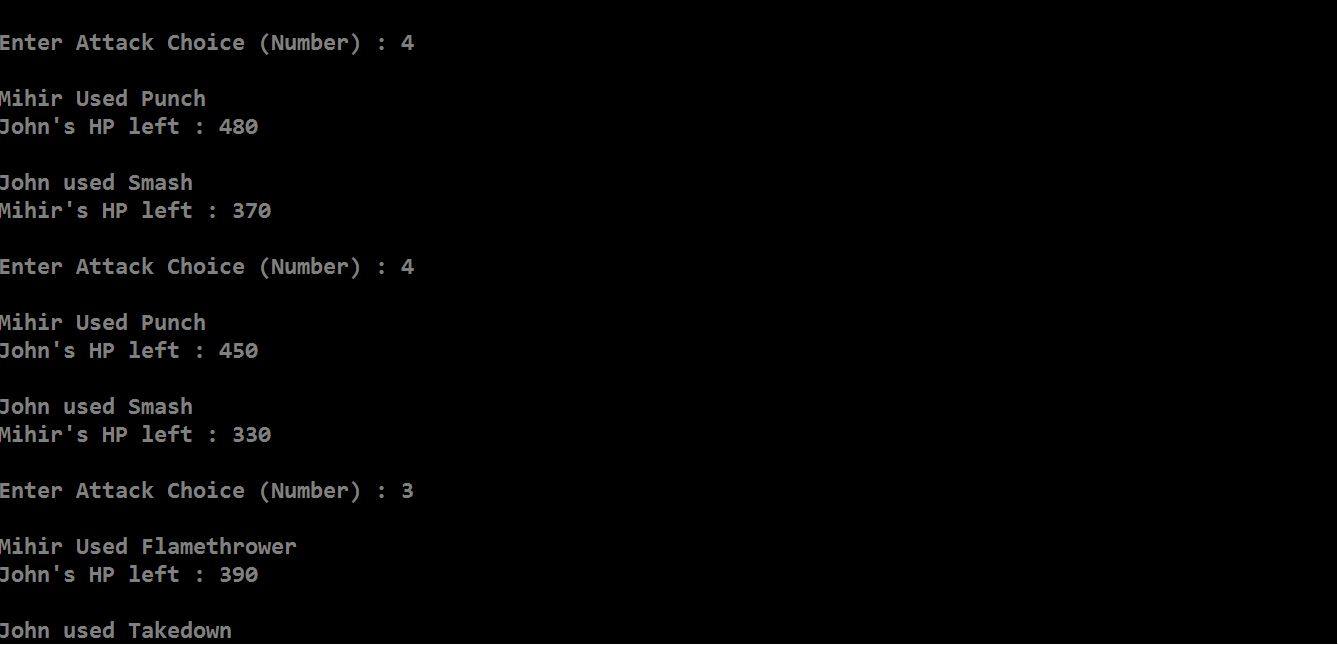 Enter Attack Choice (Number) : 4
Mihir Used Punch
John's HP left : 480
John used Smash
Mihir's HP left : 370
Enter Attack Choice (Number) : 4
Mihir Used Punch
John's HP left : 450
John used Smash
Mihir's HP left : 330
Enter Attack Choice (Number) : 3
Mihir Used Flamethrower
John's HP left : 390
John used Takedown